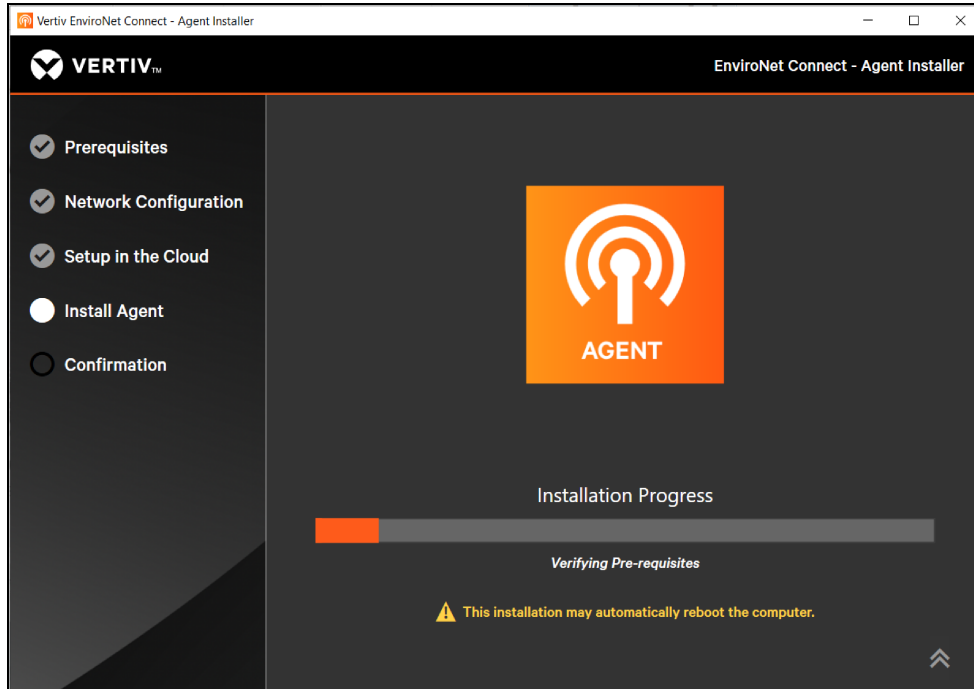 Vertiv EnviroNet Connect - Agent Installer
VERTIV™
EnviroNet Connect - Agent Installer
Prerequisites
Network Configuration
Setup in the Cloud
Install Agent
Confirmation
AGENT
Installation Progress
Verifying Pre-requisites
This installation may automatically reboot the computer.